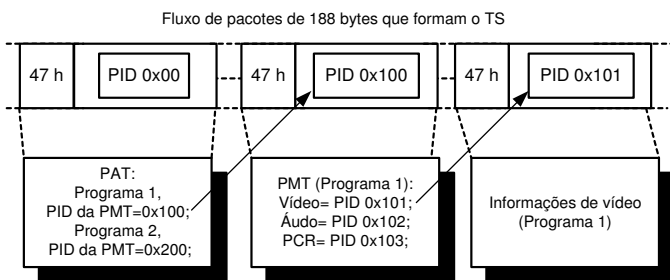 Fluxo de pacotes de 188 bytes que formam o TS
47 h
PID 0x00
47 h
PID 0x100
47 h
PID 0x101
PAT:
Programa 1,
PID da PMT=0x100;
Programa 2,
PID da PMT=0x200;
PMT (Programa 1):
Vídeo= PID 0x101;
Áudo= PID 0x102;
PCR= PID 0x103;
Informações de vídeo
(Programa 1)